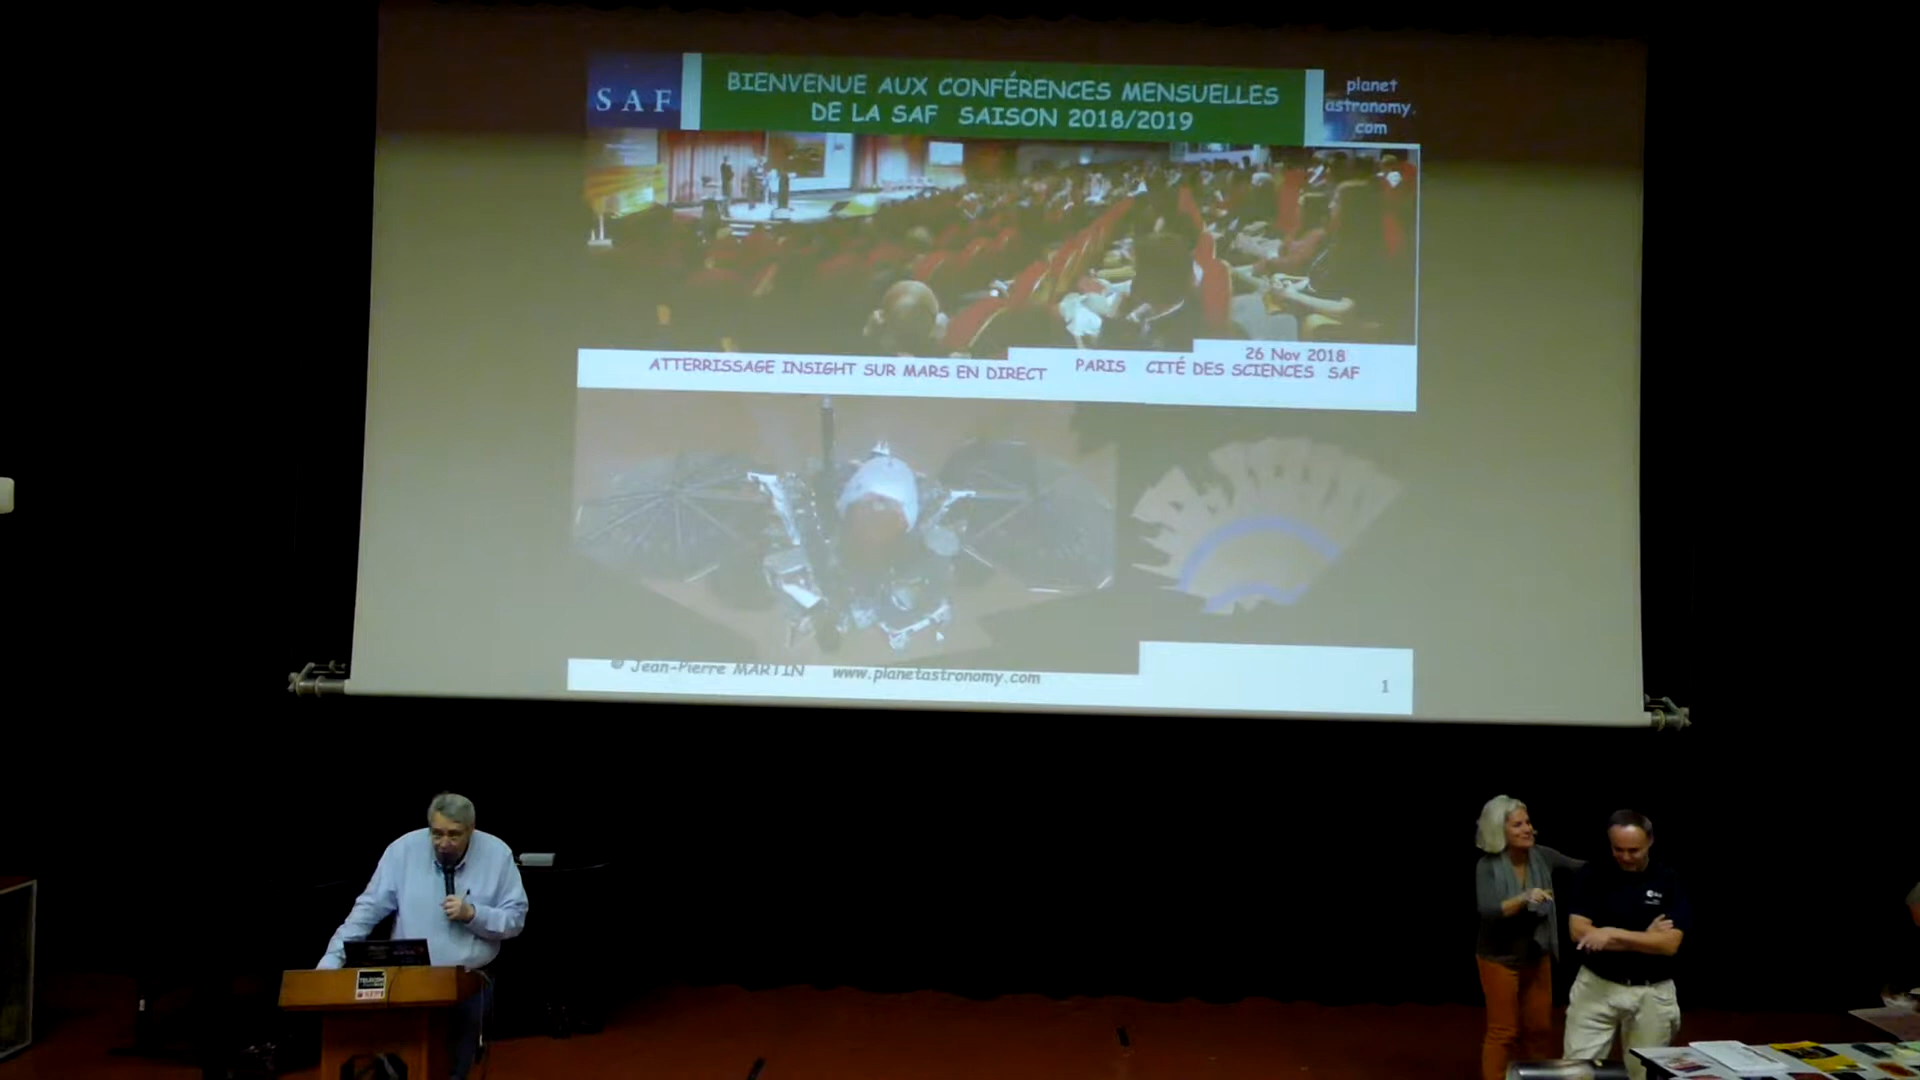 SAF
BIENVENUE AUX CONFÉRENCES MENSUELLES
DE LA SAF SAISON 2018/2019
planet
astronomy.
com
ATTERRISSAGE INSIGHT SUR MARS EN DIRECT
26 Nov 2018
PARIS CITÉ DES SCIENCES SAF
© Jean-Pierre MARTIN www.planetastronomy.com
1
TELECOM